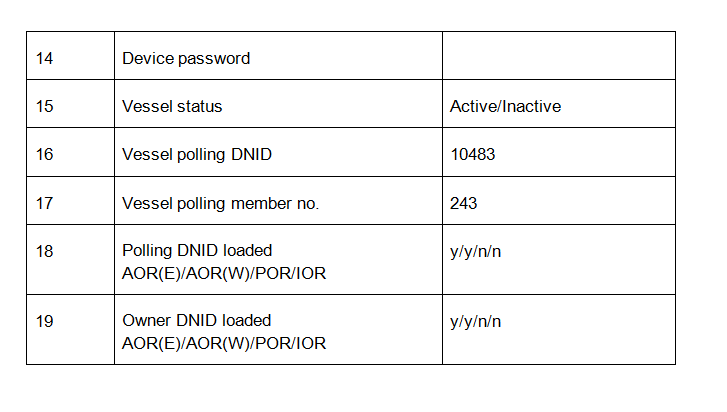 14 Device password
15 Vessel status Active/Inactive
16 Vessel polling DNID 10483
17 Vessel polling member no. 243
18 Polling DNID loaded y/y/n/n
AOR(E)/AOR(W)/POR/IOR
19 Owner DNID loaded y/y/n/n
AOR(E)/AOR(W)/POR/IOR